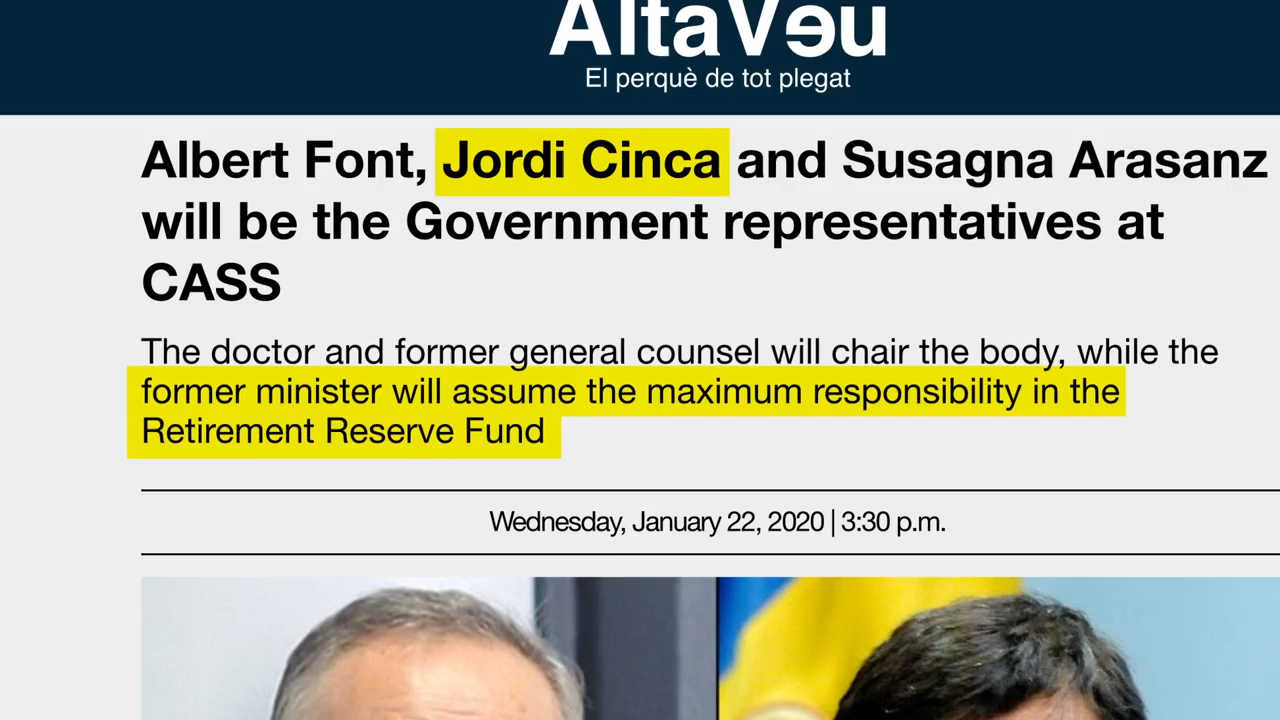 AltaVeu
El perquè de tot plegat
Albert Font, Jordi Cinca and Susagna Arasanz
will be the Government representatives at
CASS
The doctor and former general counsel will chair the body, while the
former minister will assume the maximum responsibility in the
Retirement Reserve Fund
Wednesday, January 22, 2020 | 3:30 p.m.